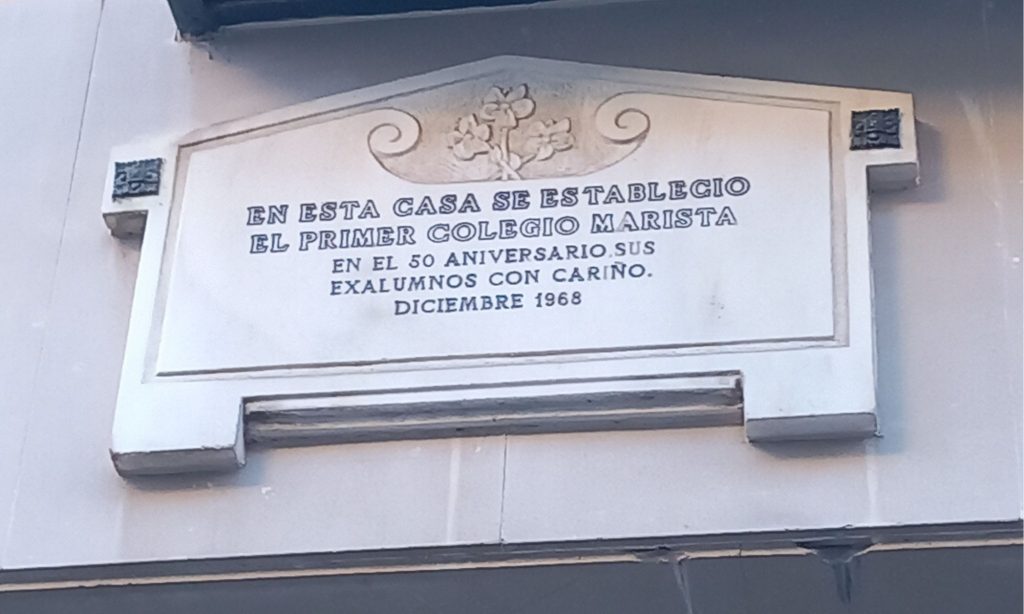 EN ESTA CASA SE ESTABLECIO
EL PRIMER COLEGIO MARISTA
EN EL 50 ANIVERSARIO SUS
EXALUMNOS CON CARIÑO.
DICIEMBRE 1968